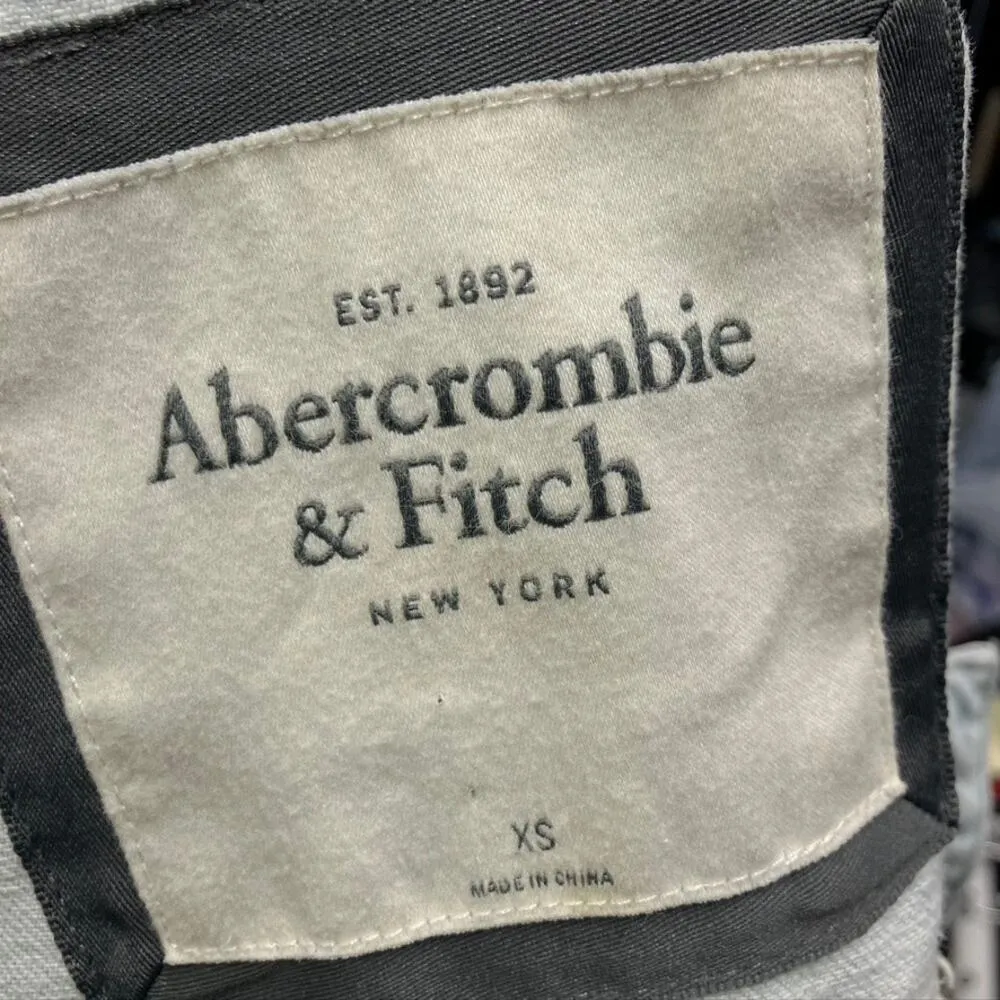 EST. 1892
Abercrombie
& Fitch
NEW YORK
XS
MADE IN CHINA